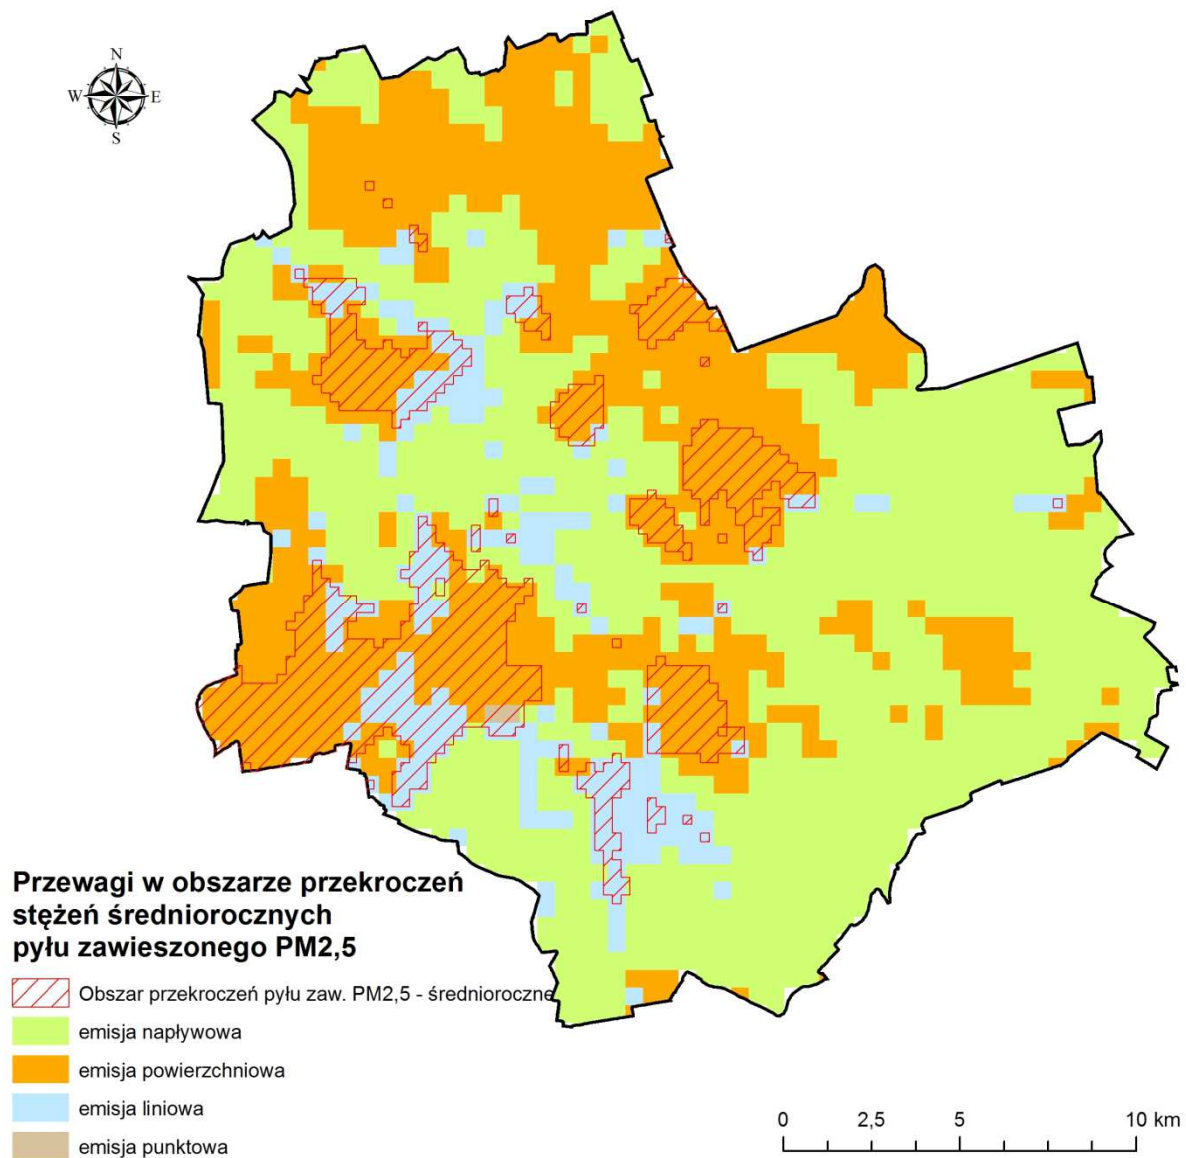 N
W E
S
Przewagi w obszarze przekroczeń
stężeń średniorocznych
pyłu zawieszonego PM2,5
Obszar przekroczeń pyłu zaw. PM2,5 - średnioroczne
emisja napływowa
emisja powierzchniowa
emisja liniowa
emisja punktowa
0 2,5 5 10 km